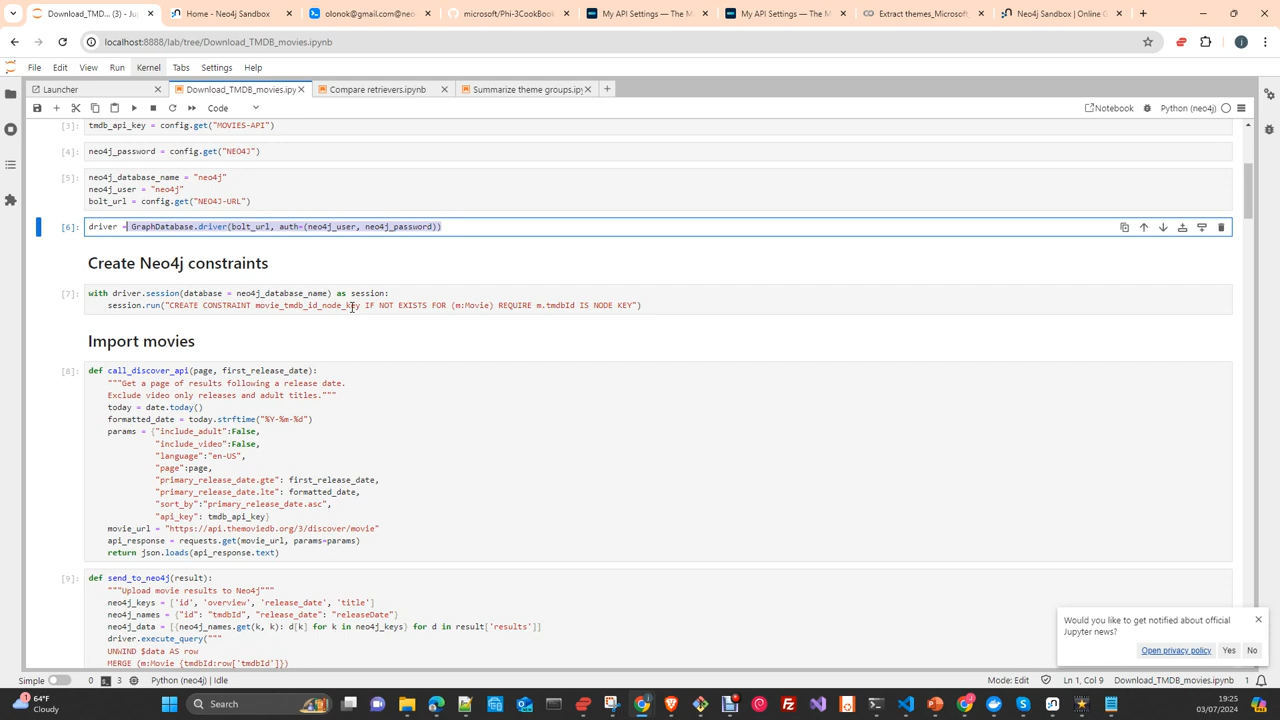 Download_TMDB_movies (3) - Ju
Home - Neo4j Sandbox
olonok@gmail.com@neo
microsoft/Phi-3CookBook
My API Settings — The M
My API Settings — The M
Extract themes_Microsoft
Neo4j Sandbox | Online G
localhost:8888/lab/tree/Download_TMDB_movies.ipynb
File Edit View Run Kernel Tabs Settings Help
Launcher
Download_TMDB_movies.ipy
Compare retrievers.ipynb
Summarize theme groups.ip
Code
Notebook
Python (neo4j)
[3]: tmdb_api_key = config.get("MOVIES-API")
[4]: neo4j_password = config.get("NEO4J")
[5]: neo4j_database_name = "neo4j"
neo4j_user = "neo4j"
bolt_url = config.get("NEO4J-URL")
[6]: driver = GraphDatabase.driver(bolt_url, auth=(neo4j_user, neo4j_password))
Create Neo4j constraints
[7]: with driver.session(database = neo4j_database_name) as session:
session.run("CREATE CONSTRAINT movie_tmdb_id_node_key IF NOT EXISTS FOR (m:Movie) REQUIRE m.tmdbId IS NODE KEY")
Import movies
[8]: def call_discover_api(page, first_release_date):
"""Get a page of results following a release date.
Exclude video only releases and adult titles."""
today = date.today()
formatted_date = today.strftime("%Y-%m-%d")
params = {"include_adult":False,
"include_video":False,
"language":"en-US",
"page":page,
"primary_release_date.gte": first_release_date,
"primary_release_date.lte": formatted_date,
"sort_by":"primary_release_date.asc",
"api_key": tmdb_api_key}
movie_url = "https://api.themoviedb.org/3/discover/movie"
api_response = requests.get(movie_url, params=params)
return json.loads(api_response.text)
[9]: def send_to_neo4j(result):
"""Upload movie results to Neo4j"""
neo4j_keys = ['id', 'overview', 'release_date', 'title']
neo4j_names = {"id": "tmdbId", "release_date": "releaseDate"}
neo4j_data = [{neo4j_names.get(k, k): d[k] for k in neo4j_keys} for d in result['results']]
driver.execute_query("""
UNWIND $data AS row
MERGE (m:Movie {tmdbId:row['tmdbId']})
Would you like to get notified about official
Jupyter news?
Open privacy policy Yes No
Simple 0 3 Python (neo4j) | Idle
Mode: Edit Ln 1, Col 9 Download_TMDB_movies.ipynb 1
64°F
Cloudy
Search
19:25
03/07/2024